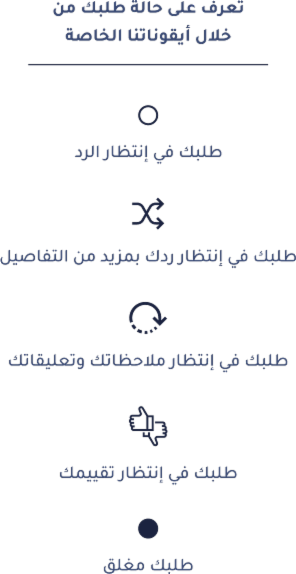 تعرف على حالة طلبك من
خلال أيقوناتنا الخاصة
طلبك في إنتظار الرد
طلبك في إنتظار ردك بمزيد من التفاصيل
طلبك في إنتظار ملاحظاتك وتعليقاتك
طلبك في إنتظار تقييمك
طلبك مغلق